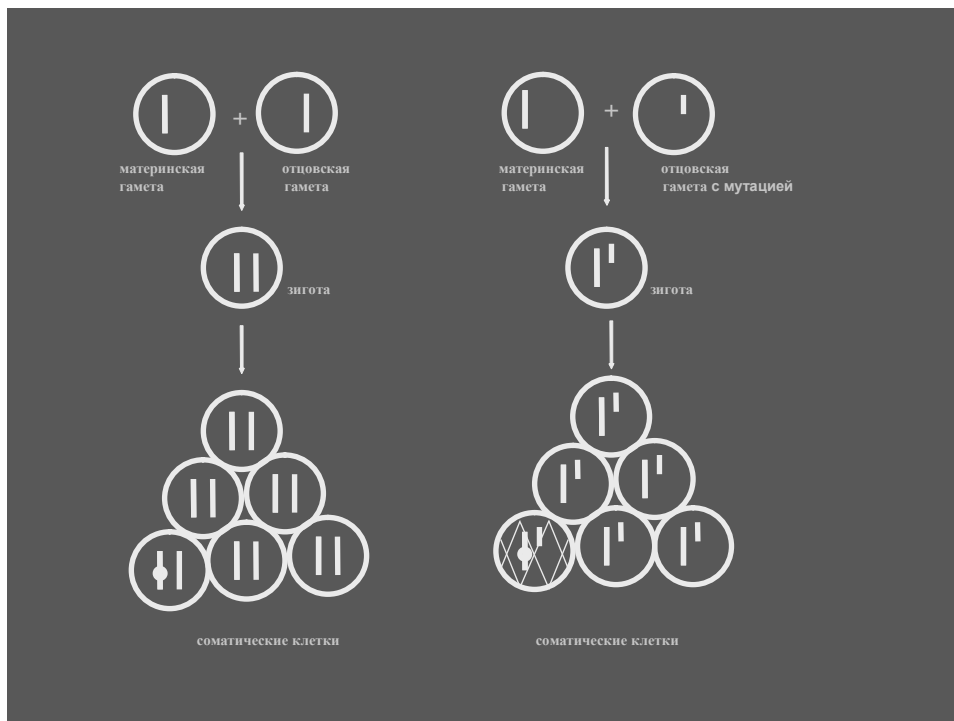 +
+
материнская
гамета
отцовская
гамета
материнская
гамета
отцовская
гамета с мутацией
зигота
зигота
соматические клетки
соматические клетки